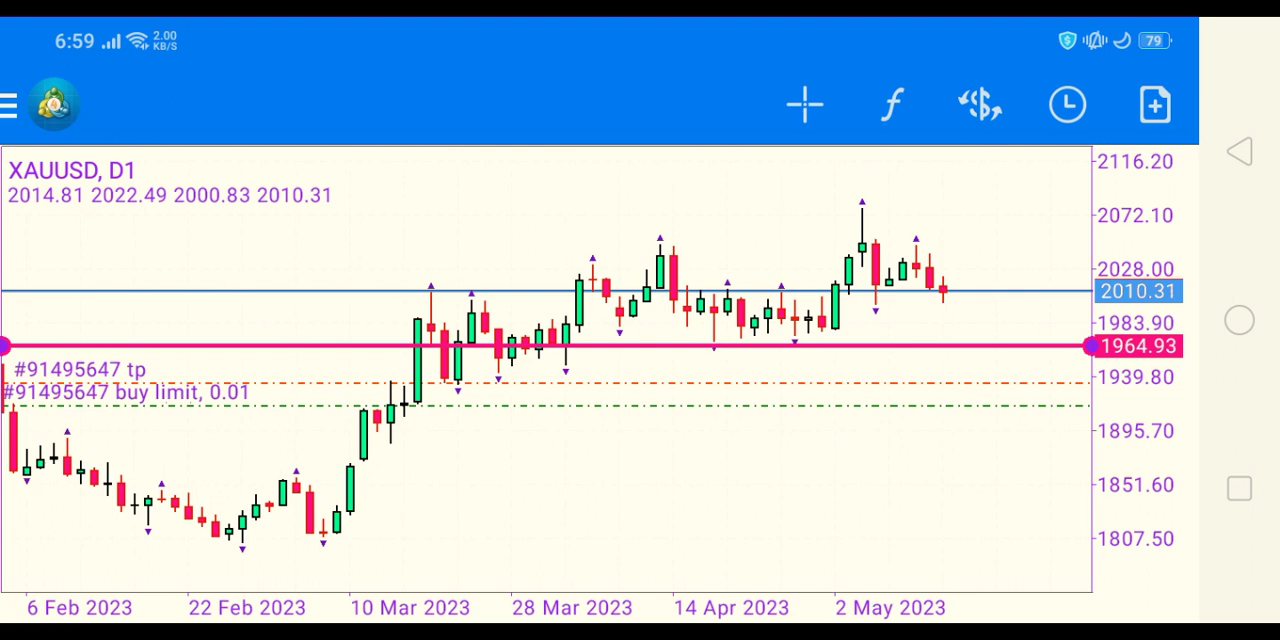 6:59 2.00 KB/S 79
XAUUSD, D1
2014.81 2022.49 2000.83 2010.31
2116.20
2072.10
2028.00
2010.31
1983.90
1964.93
#91495647 tp
1939.80
#91495647 buy limit, 0.01
1895.70
1851.60
1807.50
6 Feb 2023 22 Feb 2023 10 Mar 2023 28 Mar 2023 14 Apr 2023 2 May 2023